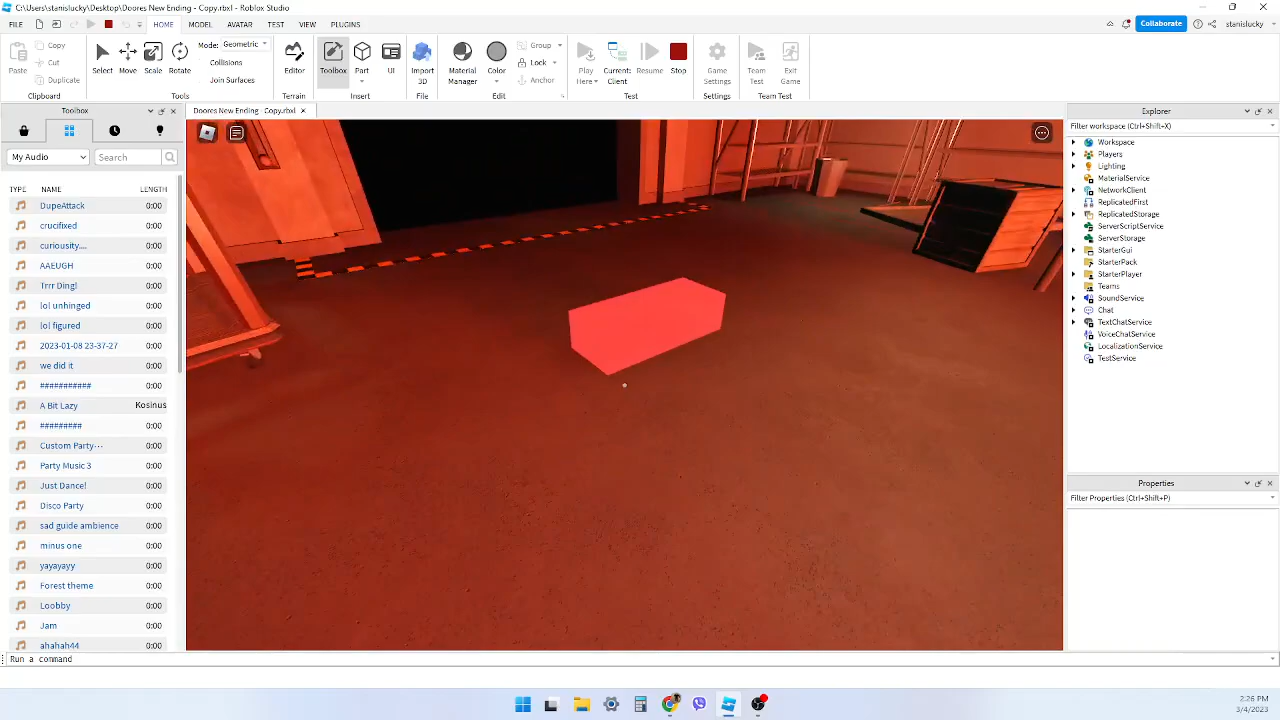 C:\Users\stanislucky\Desktop\Doores New Ending - Copy.rbxl - Roblox Studio
FILE HOME MODEL AVATAR TEST VIEW PLUGINS Collaborate stanislucky
Paste Copy Cut Duplicate Clipboard
Select Move Scale Rotate Mode: Geometric Collisions Join Surfaces Tools
Editor Terrain
Toolbox Part UI Insert
Import 3D File
Material Manager Color Group Lock Anchor Edit
Play Here Current: Client Resume Stop Test
Game Settings Settings
Team Test Exit Game Team Test
Toolbox
Doores New Ending - Copy.rbxl
My Audio Search
TYPE NAME LENGTH
DupeAttack 0:00
crucifixed 0:00
curiousity.... 0:00
AAEUGH 0:00
Trrr Ding! 0:00
lol unhinged 0:00
lol figured 0:00
2023-01-08 23-37-27 0:00
we did it 0:00
########### 0:00
A Bit Lazy Kosinus
######### 0:00
Custom Party··· 0:00
Party Music 3 0:00
Just Dance! 0:00
Disco Party 0:00
sad guide ambience 0:00
minus one 0:00
yayayayy 0:00
Forest theme 0:00
Loobby 0:00
Jam 0:00
ahahah44 0:00
Explorer
Filter workspace (Ctrl+Shift+X)
Workspace
Players
Lighting
MaterialService
NetworkClient
ReplicatedFirst
ReplicatedStorage
ServerScriptService
ServerStorage
StarterGui
StarterPack
StarterPlayer
Teams
SoundService
Chat
TextChatService
VoiceChatService
LocalizationService
TestService
Properties
Filter Properties (Ctrl+Shift+P)
Run a command
2:26 PM
3/4/2023